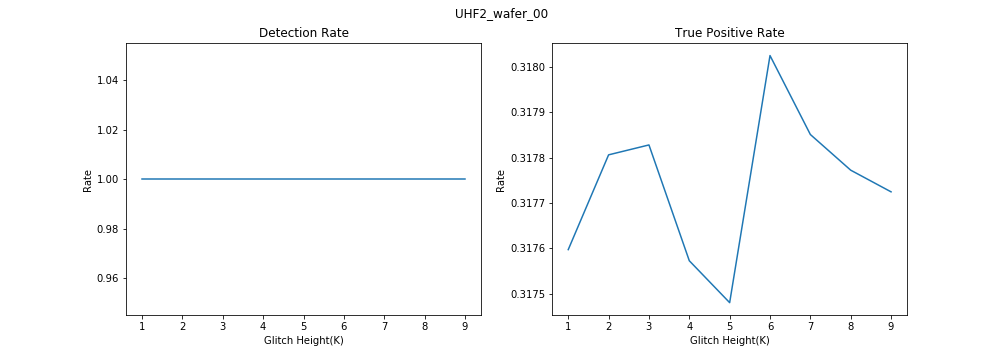 UHF2_wafer_00
Detection Rate
Rate
1.04
1.02
1.00
0.98
0.96
1 2 3 4 5 6 7 8 9
Glitch Height(K)
True Positive Rate
Rate
0.3180
0.3179
0.3178
0.3177
0.3176
0.3175
1 2 3 4 5 6 7 8 9
Glitch Height(K)